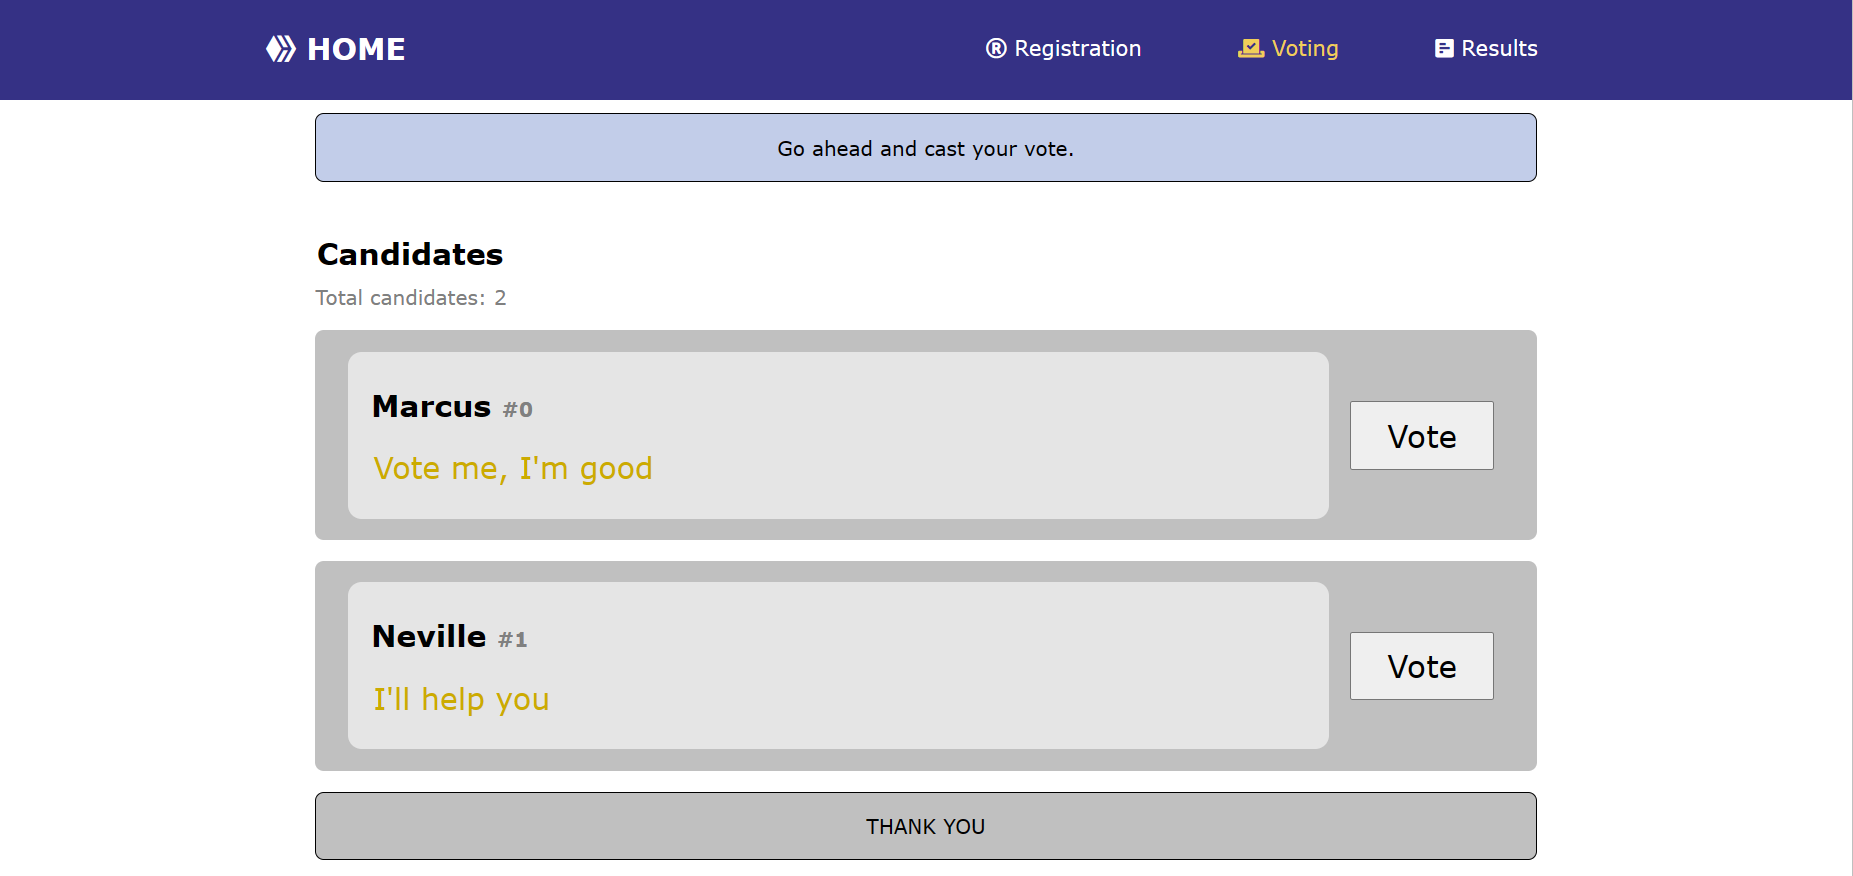 HOME
Registration
Voting
Results
Go ahead and cast your vote.
Candidates
Total candidates: 2
Marcus #0
Vote me, I'm good
Vote
Neville #1
I'll help you
Vote
THANK YOU